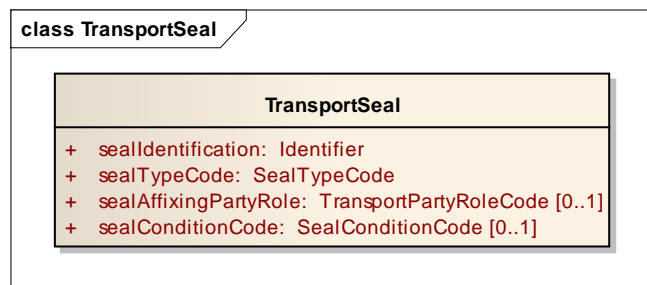 class TransportSeal
TransportSeal
+ sealIdentification: Identifier
+ sealTypeCode: SealTypeCode
+ sealAffixingPartyRole: TransportPartyRoleCode [0..1]
+ sealConditionCode: SealConditionCode [0..1]